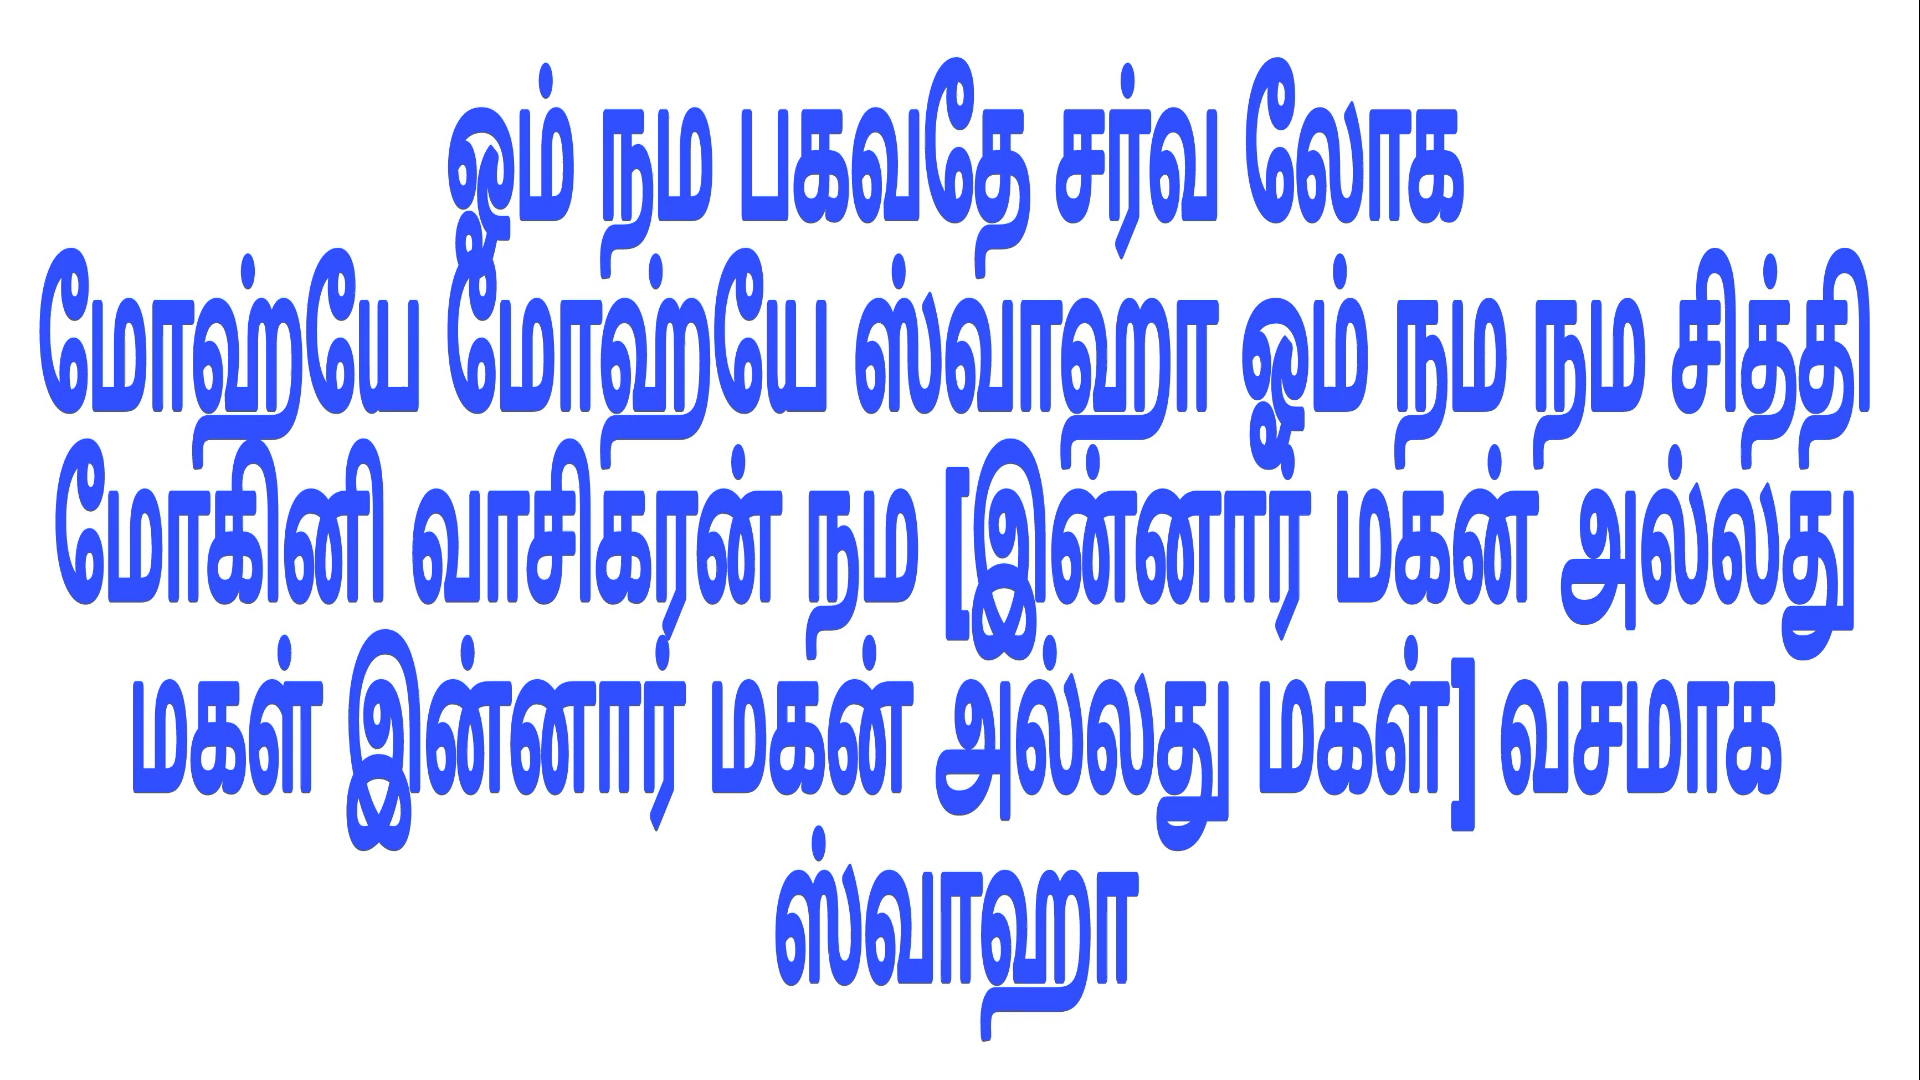 ஓம் நம பகவதே சர்வ லோக
மோஹ்யே மோஹ்யே ஸ்வாஹா ஓம் நம நம சித்தி
மோகினி வாசிகரன் நம [இன்னார் மகன் அல்லது
மகள் இன்னார் மகன் அல்லது மகள்] வசமாக
ஸ்வாஹா